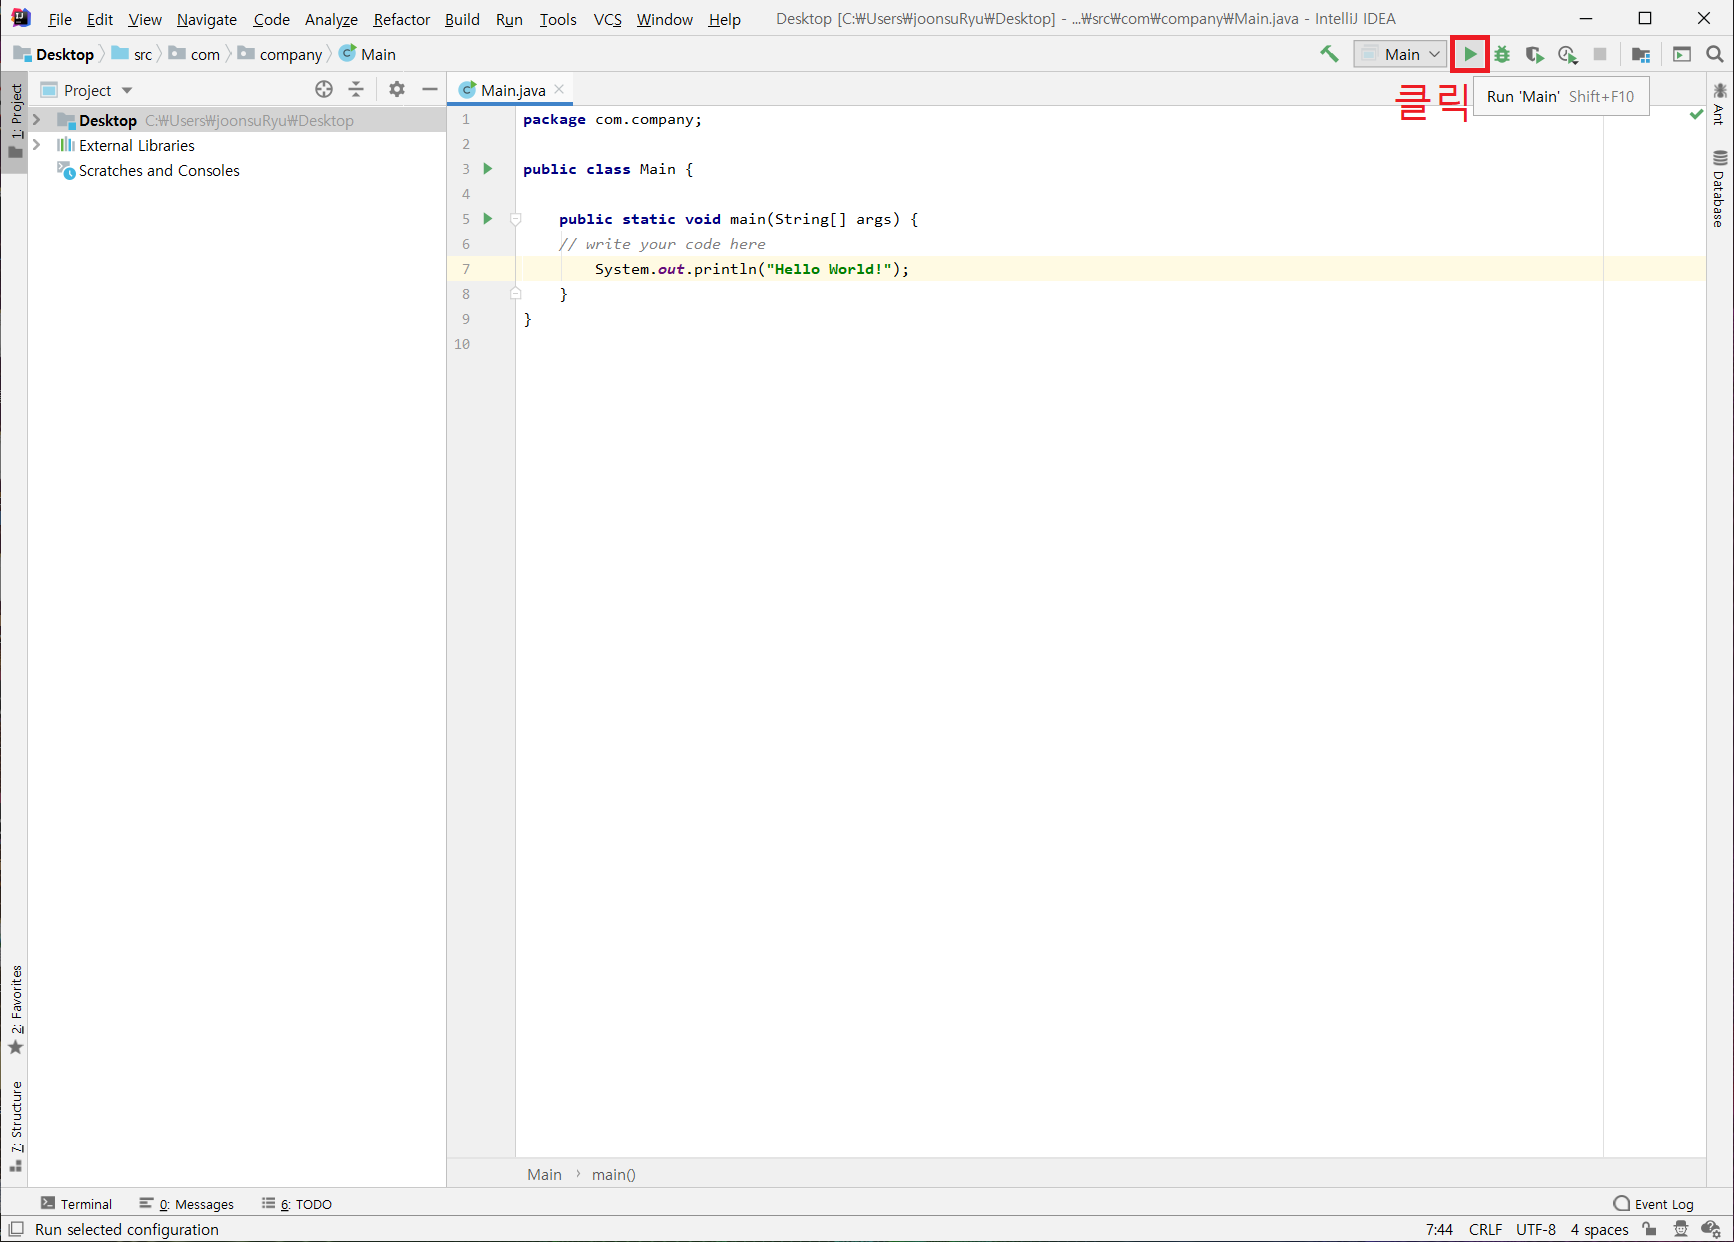 File Edit View Navigate Code Analyze Refactor Build Run Tools VCS Window Help Desktop [C:₩Users₩joonsuRyu₩Desktop] - ...₩src₩com₩company₩Main.java - IntelliJ IDEA
Desktop src com company Main Main
Project Main.java
클릭 Run 'Main' Shift+F10
1: Project
Desktop C:₩Users₩joonsuRyu₩Desktop
External Libraries
Scratches and Consoles
2: Favorites
7: Structure
1 package com.company;
2
3 public class Main {
4
5 public static void main(String[] args) {
6 // write your code here
7 System.out.println("Hello World!");
8 }
9 }
10
Ant
Database
Main › main()
Terminal 0: Messages 6: TODO Event Log
Run selected configuration 7:44 CRLF UTF-8 4 spaces